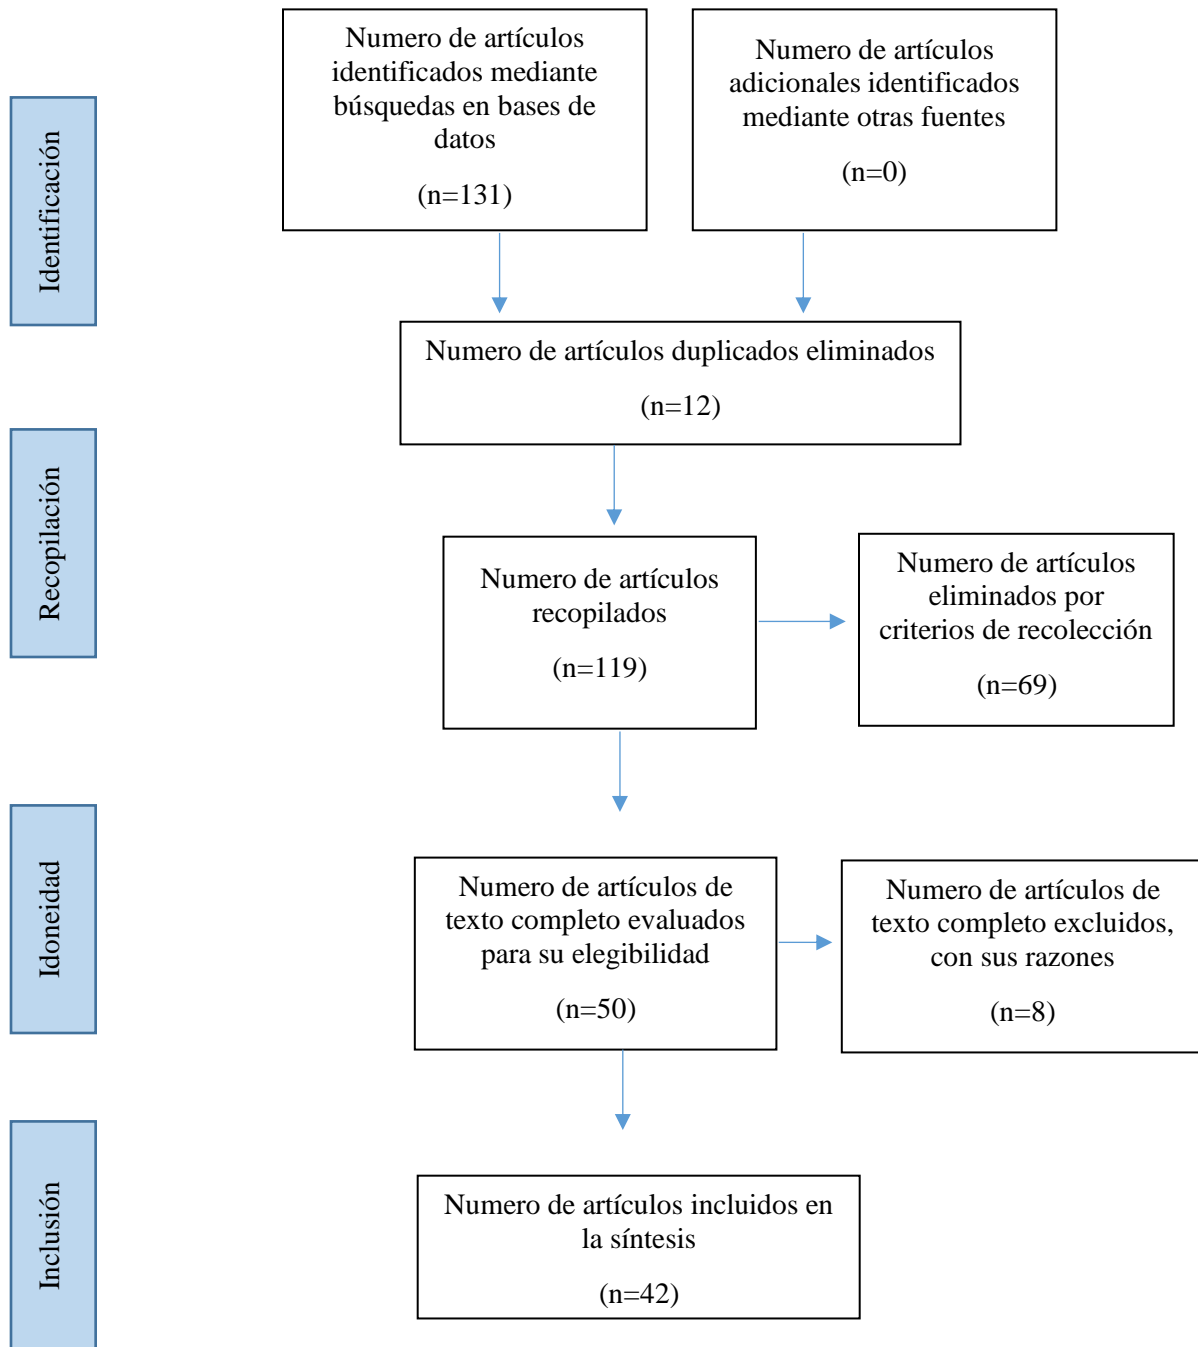 Identificación
Numero de artículos
identificados mediante
búsquedas en bases de
datos
(n=131)
Numero de artículos
adicionales identificados
mediante otras fuentes
(n=0)
Numero de artículos duplicados eliminados
(n=12)
Recopilación
Numero de artículos
recopilados
(n=119)
Numero de artículos
eliminados por
criterios de recolección
(n=69)
Idoneidad
Numero de artículos de
texto completo evaluados
para su elegibilidad
(n=50)
Numero de artículos de
texto completo excluidos,
con sus razones
(n=8)
Inclusión
Numero de artículos incluidos en
la síntesis
(n=42)